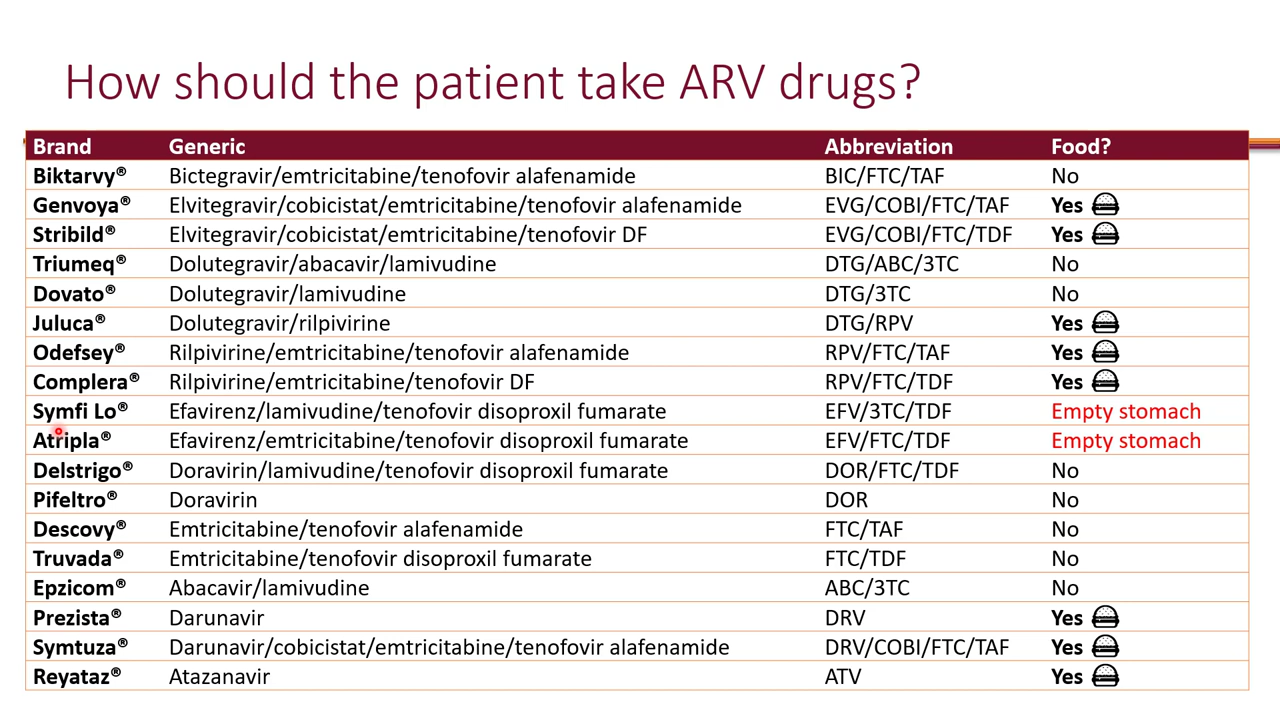 How should the patient take ARV drugs?
Brand Generic Abbreviation Food?
Biktarvy® Bictegravir/emtricitabine/tenofovir alafenamide BIC/FTC/TAF No
Genvoya® Elvitegravir/cobicistat/emtricitabine/tenofovir alafenamide EVG/COBI/FTC/TAF Yes
Stribild® Elvitegravir/cobicistat/emtricitabine/tenofovir DF EVG/COBI/FTC/TDF Yes
Triumeq® Dolutegravir/abacavir/lamivudine DTG/ABC/3TC No
Dovato® Dolutegravir/lamivudine DTG/3TC No
Juluca® Dolutegravir/rilpivirine DTG/RPV Yes
Odefsey® Rilpivirine/emtricitabine/tenofovir alafenamide RPV/FTC/TAF Yes
Complera® Rilpivirine/emtricitabine/tenofovir DF RPV/FTC/TDF Yes
Symfi Lo® Efavirenz/lamivudine/tenofovir disoproxil fumarate EFV/3TC/TDF Empty stomach
Atripla® Efavirenz/emtricitabine/tenofovir disoproxil fumarate EFV/FTC/TDF Empty stomach
Delstrigo® Doravirin/lamivudine/tenofovir disoproxil fumarate DOR/FTC/TDF No
Pifeltro® Doravirin DOR No
Descovy® Emtricitabine/tenofovir alafenamide FTC/TAF No
Truvada® Emtricitabine/tenofovir disoproxil fumarate FTC/TDF No
Epzicom® Abacavir/lamivudine ABC/3TC No
Prezista® Darunavir DRV Yes
Symtuza® Darunavir/cobicistat/emtricitabine/tenofovir alafenamide DRV/COBI/FTC/TAF Yes
Reyataz® Atazanavir ATV Yes